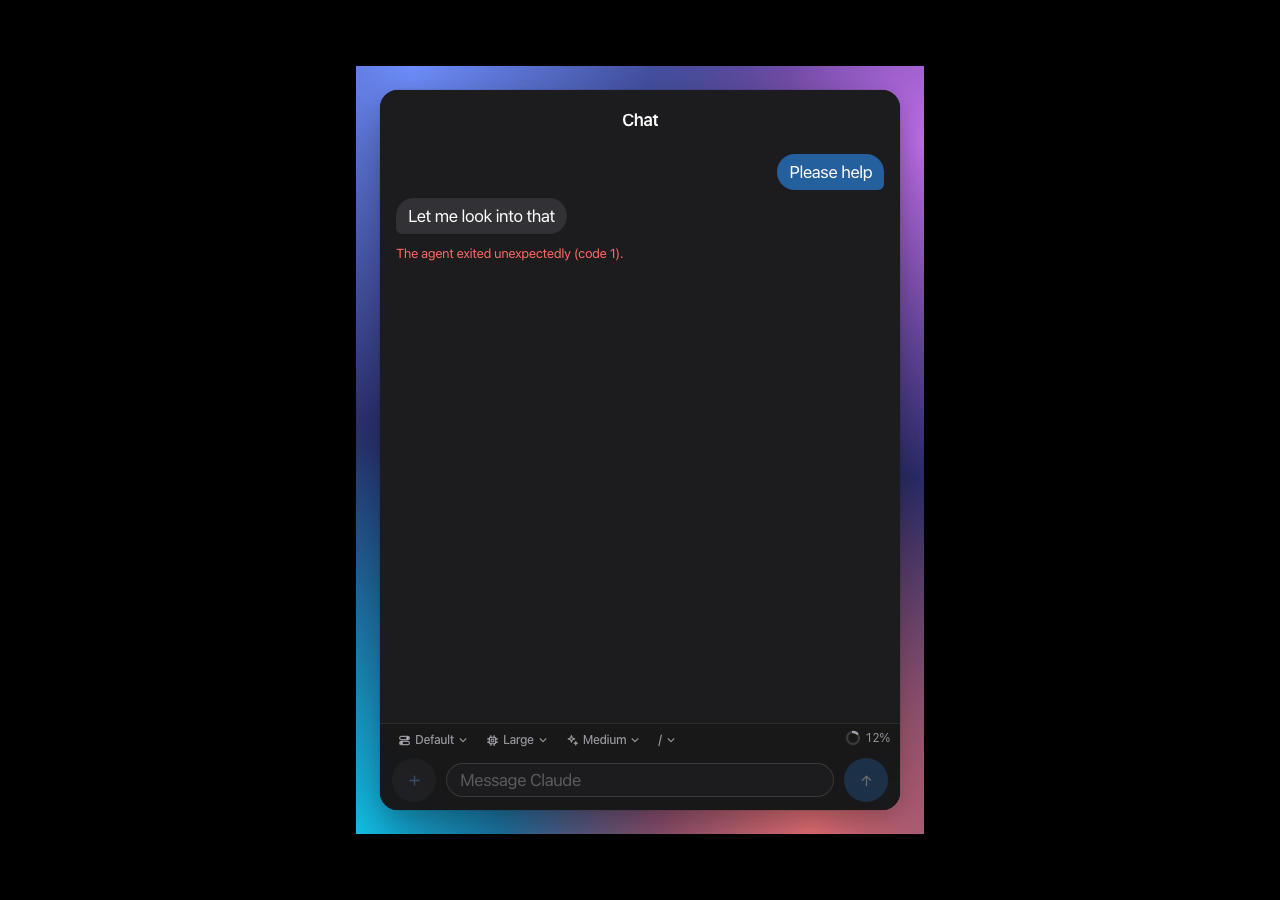 Chat
Please help
Let me look into that
The agent exited unexpectedly (code 1).
Default Large Medium / 12%
Message Claude